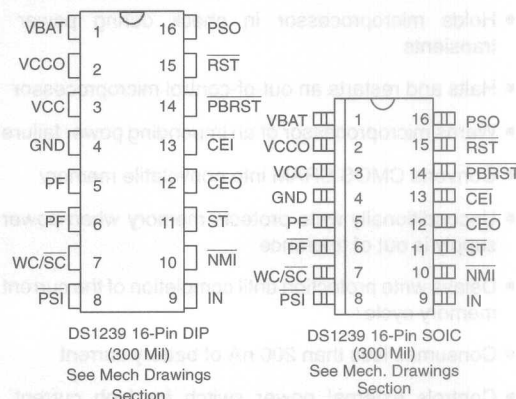 VBAT 1 16 PSO
VCCO 2 15 RST
VCC 3 14 PBRST
GND 4 13 CEI
PF 5 12 CEO
PF 6 11 ST
WC/SC 7 10 NMI
PSI 8 9 IN
DS1239 16-Pin DIP
(300 Mil)
See Mech. Drawings
Section
VBAT 1 16 PSO
VCCO 2 15 RST
VCC 3 14 PBRST
GND 4 13 CEI
PF 5 12 CEO
PF 6 11 ST
WC/SC 7 10 NMI
PSI 8 9 IN
DS1239 16-Pin SOIC
(300 Mil)
See Mech. Drawings
Section